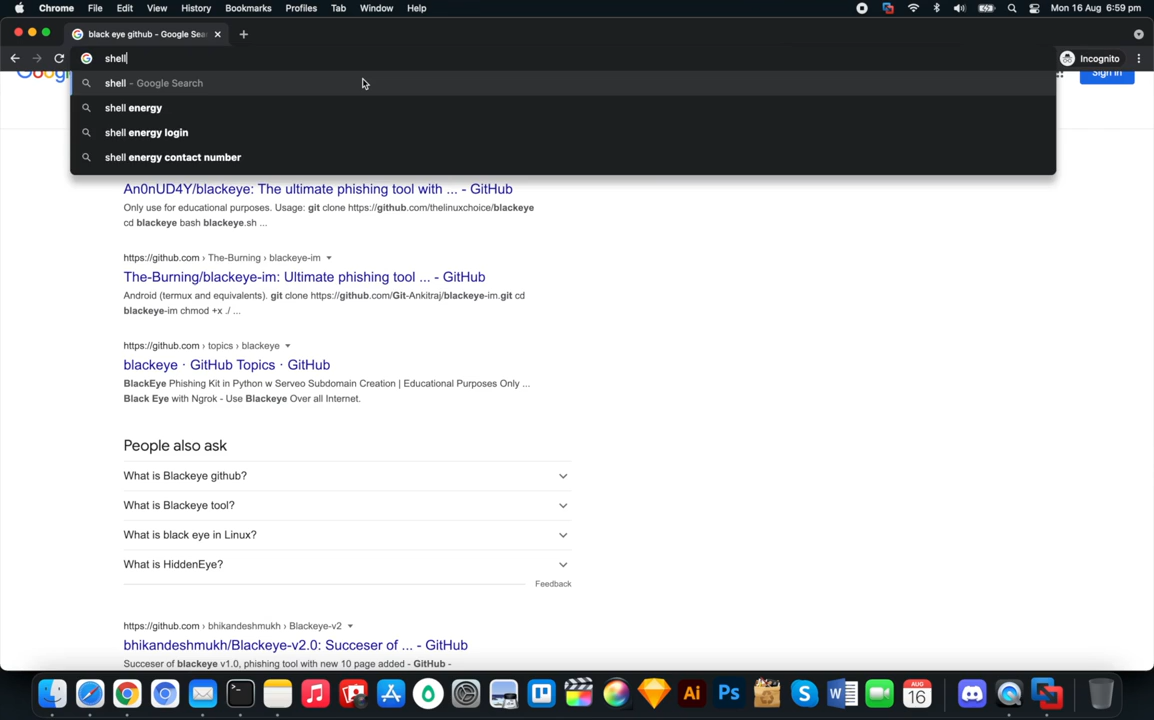 Chrome File Edit View History Bookmarks Profiles Tab Window Help Mon 16 Aug 6:59 pm
black eye github - Google Sea
shell Incognito
Sign in
shell - Google Search
shell energy
shell energy login
shell energy contact number
An0nUD4Y/blackeye: The ultimate phishing tool with ... - GitHub
Only use for educational purposes. Usage: git clone https://github.com/thelinuxchoice/blackeye
cd blackeye bash blackeye.sh ...
https://github.com › The-Burning › blackeye-im
The-Burning/blackeye-im: Ultimate phishing tool ... - GitHub
Android (termux and equivalents). git clone https://github.com/Git-Ankitraj/blackeye-im.git cd
blackeye-im chmod +x ./ ...
https://github.com › topics › blackeye
blackeye · GitHub Topics · GitHub
BlackEye Phishing Kit in Python w Serveo Subdomain Creation | Educational Purposes Only ...
Black Eye with Ngrok - Use Blackeye Over all Internet.
People also ask
What is Blackeye github?
What is Blackeye tool?
What is black eye in Linux?
What is HiddenEye?
Feedback
https://github.com › bhikandeshmukh › Blackeye-v2
bhikandeshmukh/Blackeye-v2.0: Succeser of ... - GitHub
Succeser of blackeye v1.0, phishing tool with new 10 page added - GitHub -
Ai Ps S W AUG
16